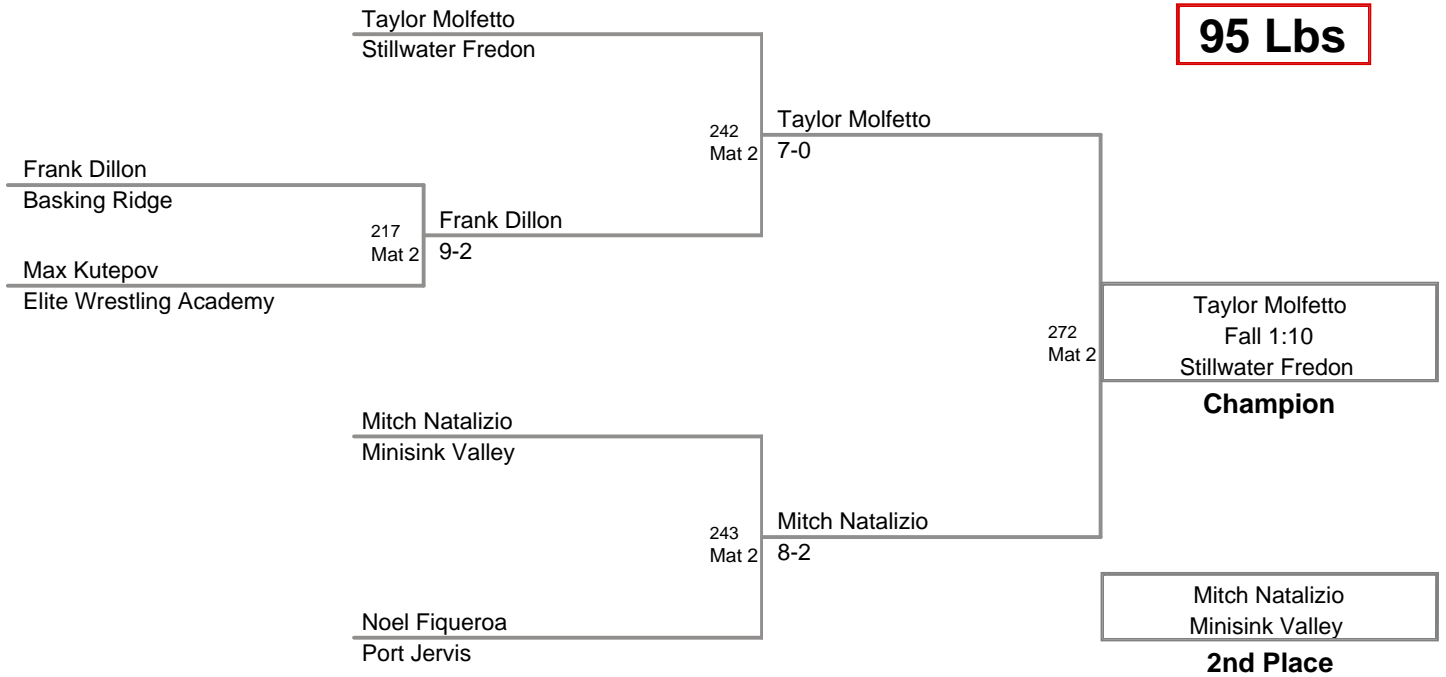 Taylor Molfetto
Stillwater Fredon
95 Lbs
242
Mat 2
Taylor Molfetto
7-0
Frank Dillon
Basking Ridge
217
Mat 2
Frank Dillon
9-2
Max Kutepov
Elite Wrestling Academy
272
Mat 2
Taylor Molfetto
Fall 1:10
Stillwater Fredon
Champion
Mitch Natalizio
Minisink Valley
243
Mat 2
Mitch Natalizio
8-2
Noel Fiqueroa
Port Jervis
Mitch Natalizio
Minisink Valley
2nd Place